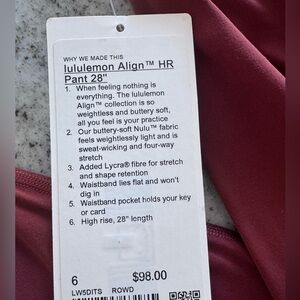 WHY WE MADE THIS
lululemon Align™ HR
Pant 28"
1. When feeling nothing is
everything. The lululemon
Align™ collection is so
weightless and buttery soft,
all you feel is your practice
2. Our buttery-soft Nulu™ fabric
feels weightlessly light and is
sweat-wicking and four-way
stretch
3. Added Lycra® fibre for stretch
and shape retention
4. Waistband lies flat and won't
dig in
5. Waistband pocket holds your key
or card
6. High rise, 28" length
6 $98.00
LW5DITS ROWD